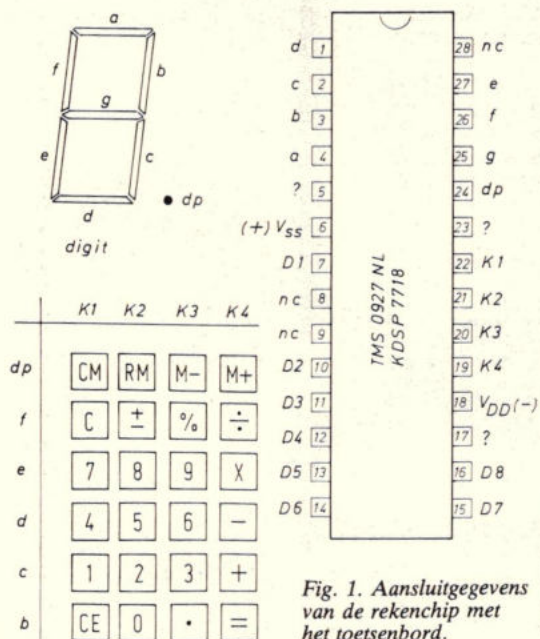 a
f
b
g
e
c
d
dp
digit
K1 K2 K3 K4
dp CM RM M- M+
f C ± % ÷
e 7 8 9 X
d 4 5 6 -
c 1 2 3 +
b CE 0 . =
d 1
c 2
b 3
a 4
? 5
(+) VSS 6
D1 7
nc 8
nc 9
D2 10
D3 11
D4 12
D5 13
D6 14
TMS 0927 NL
KDSP 7718
28 nc
27 e
26 f
25 g
24 dp
23 ?
22 K1
21 K2
20 K3
19 K4
18 VDD(-)
17 ?
16 D8
15 D7
Fig. 1. Aansluitgegevens
van de rekenchip met
het toetsenbord.